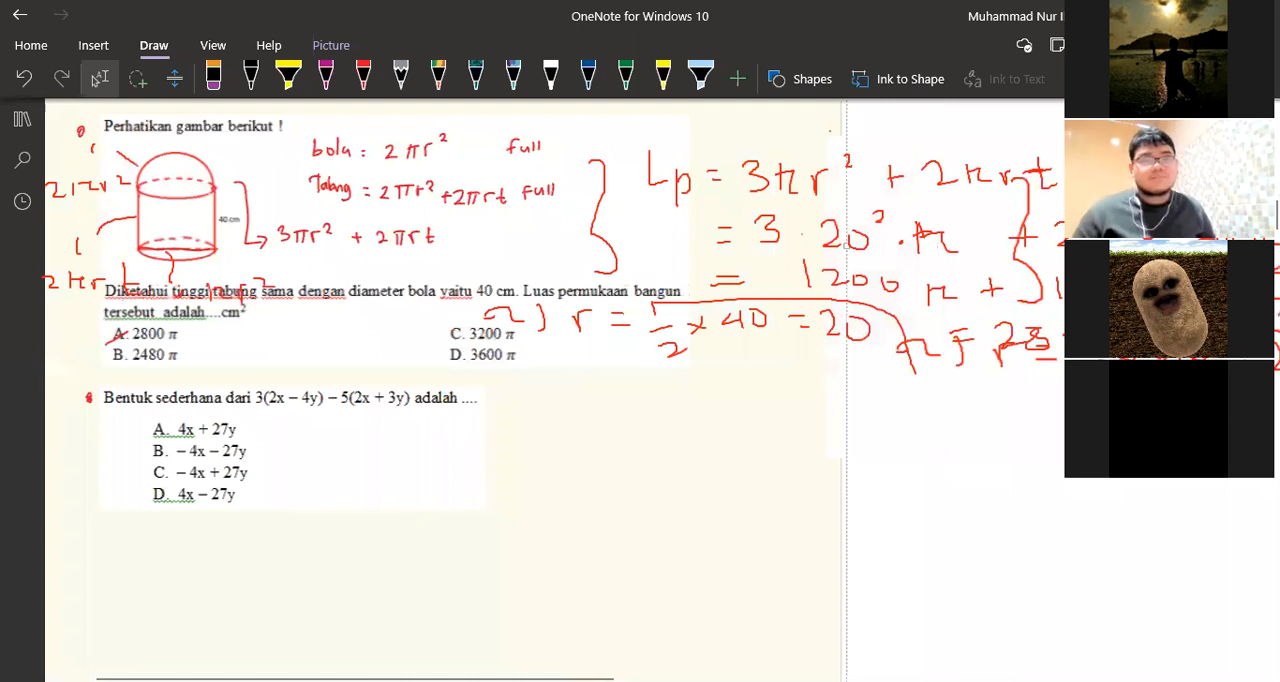 OneNote for Windows 10
Muhammad Nur I
Home Insert Draw View Help Picture
Shapes Ink to Shape Ink to Text
Perhatikan gambar berikut !
bola = 2πr² full
2πr²
= 2πr² + 2πrt full
40 cm
3πr² + 2πrt
2πrt
Lp = 3πr² + 2πrt
= 3 . 20² . π +
= 1200 π +
Diketahui tinggi tabung sama dengan diameter bola yaitu 40 cm. Luas permukaan bangun
tersebut adalah....cm²
r = 1/2 x 40 = 20
A. 2800 π C. 3200 π
B. 2480 π D. 3600 π
Bentuk sederhana dari 3(2x – 4y) – 5(2x + 3y) adalah ....
A. 4x + 27y
B. – 4x – 27y
C. – 4x + 27y
D. 4x – 27y